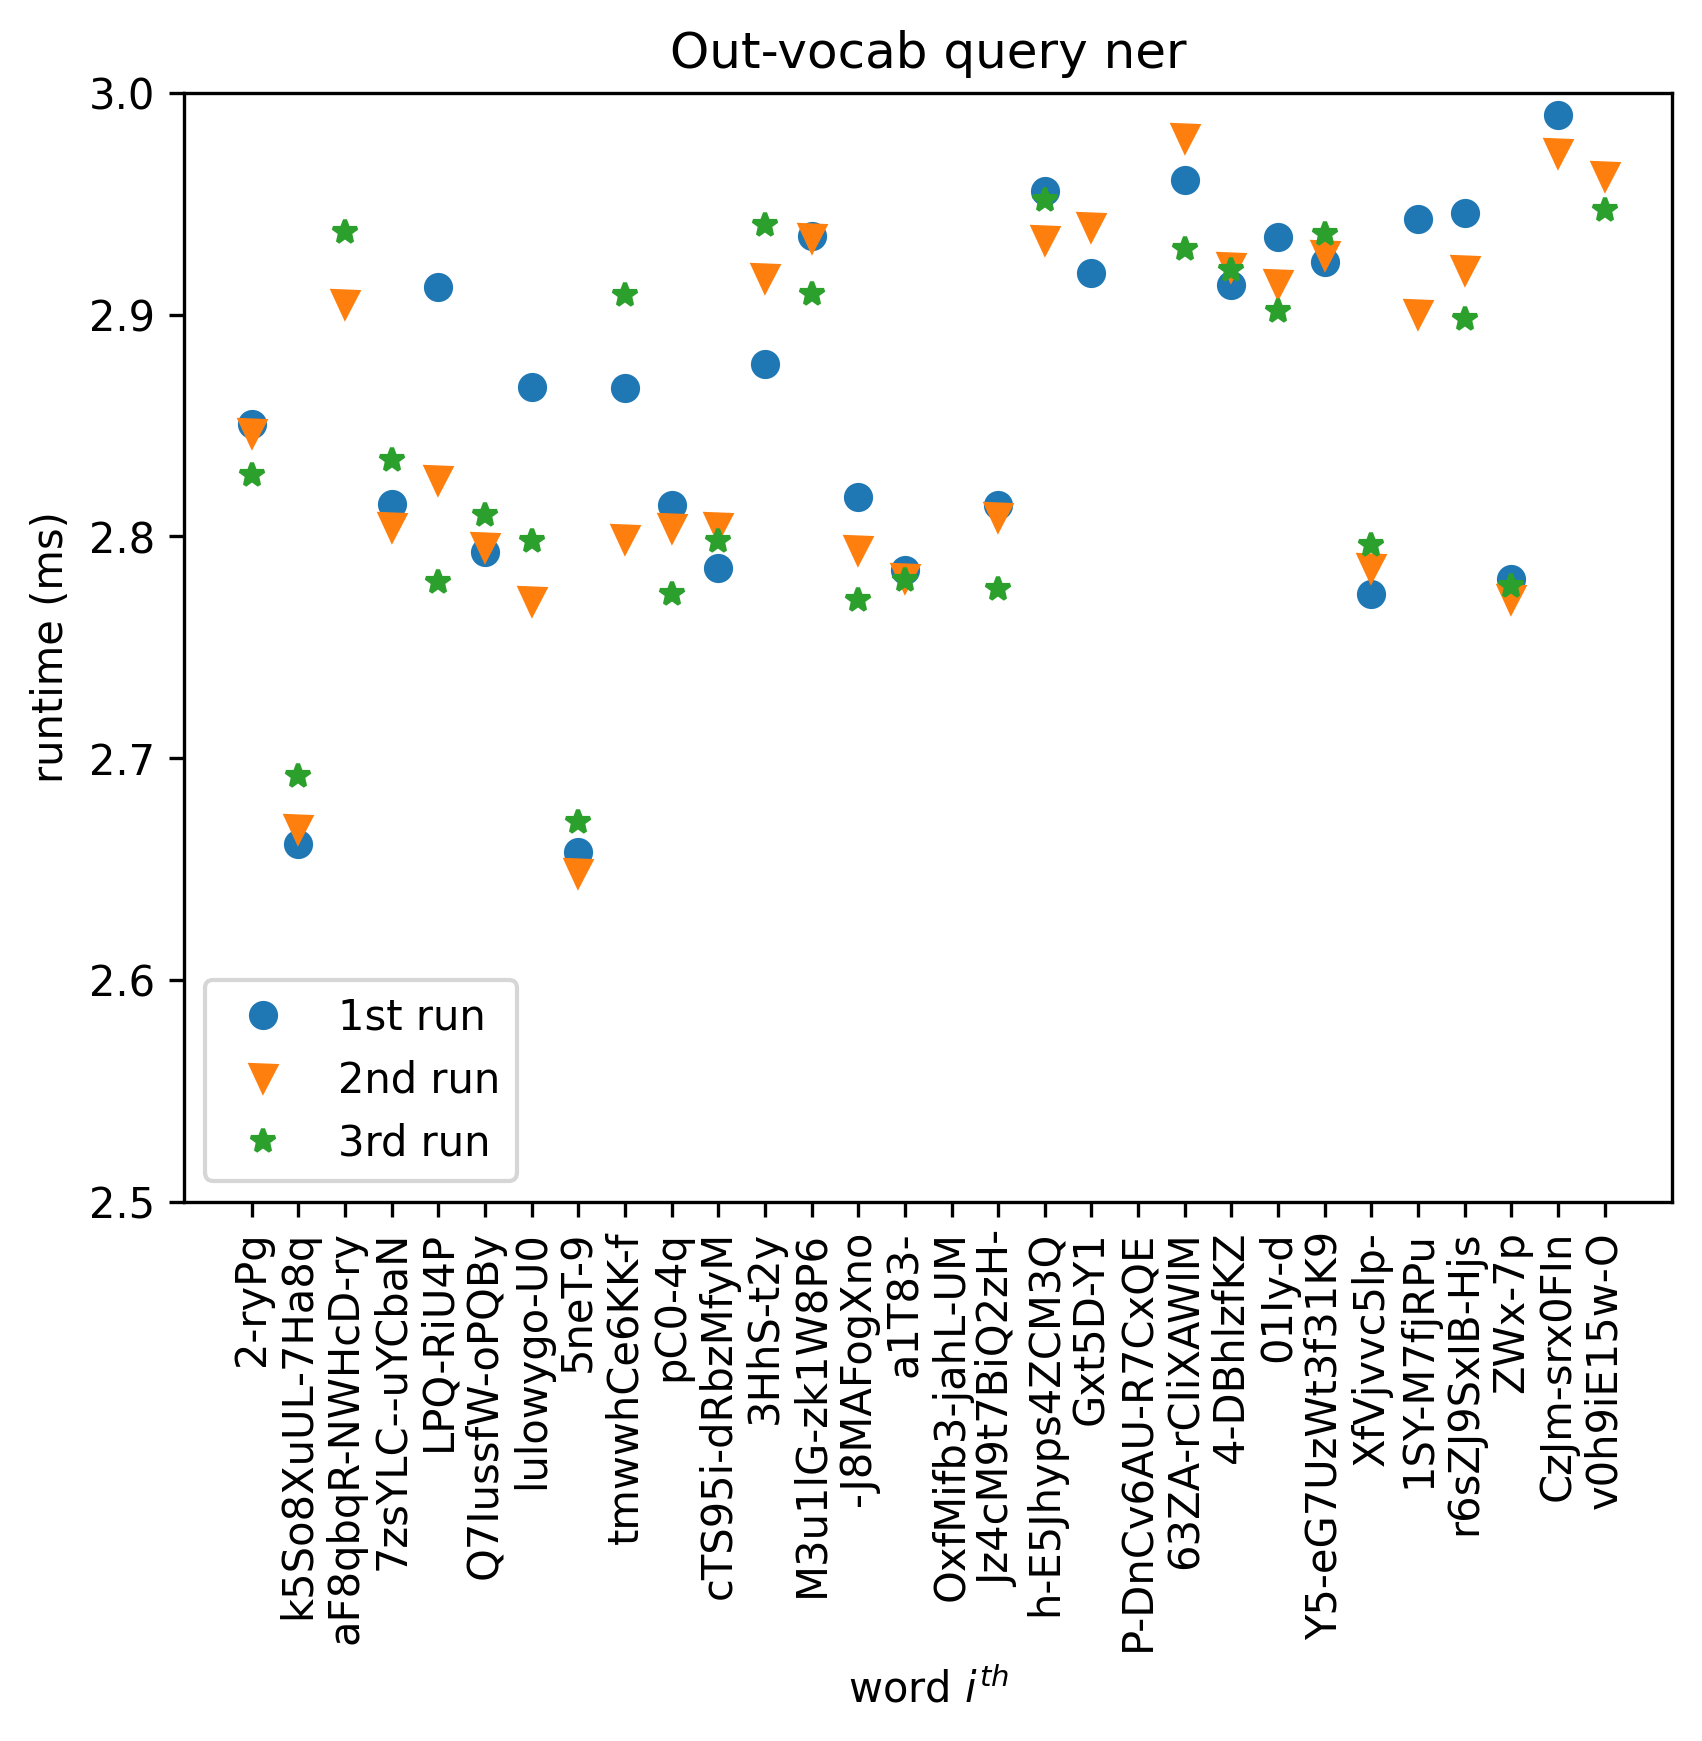 Out-vocab query ner
3.0
2.9
2.8
2.7
2.6
2.5
runtime (ms)
1st run
2nd run
3rd run
2-ryPg
k5So8XuUL-7Ha8q
aF8qbqR-NWHcD-ry
7zsYLC--uYCbaN
LPQ-RiU4P
Q7IussfW-oPQBy
lulowygo-U0
5neT-9
tmwwhCe6KK-f
pC0-4q
cTS95i-dRbzMfyM
3HhS-t2y
M3u1lG-zk1W8P6
-J8MAFogXno
a1T83-
OxfMifb3-jahL-UM
Jz4cM9t7BiQ2zH-
h-E5Jhyps4ZCM3Q
Gxt5D-Y1
P-DnCv6AU-R7CxQE
63ZA-rCliXAWlM
4-DBhlzfKZ
01ly-d
Y5-eG7UzWt3f31K9
XfVjvvc5lp-
1SY-M7fjRPu
r6sZJ9SxIB-Hjs
ZWx-7p
CzJm-srx0FIn
v0h9iE15w-O
word i^th